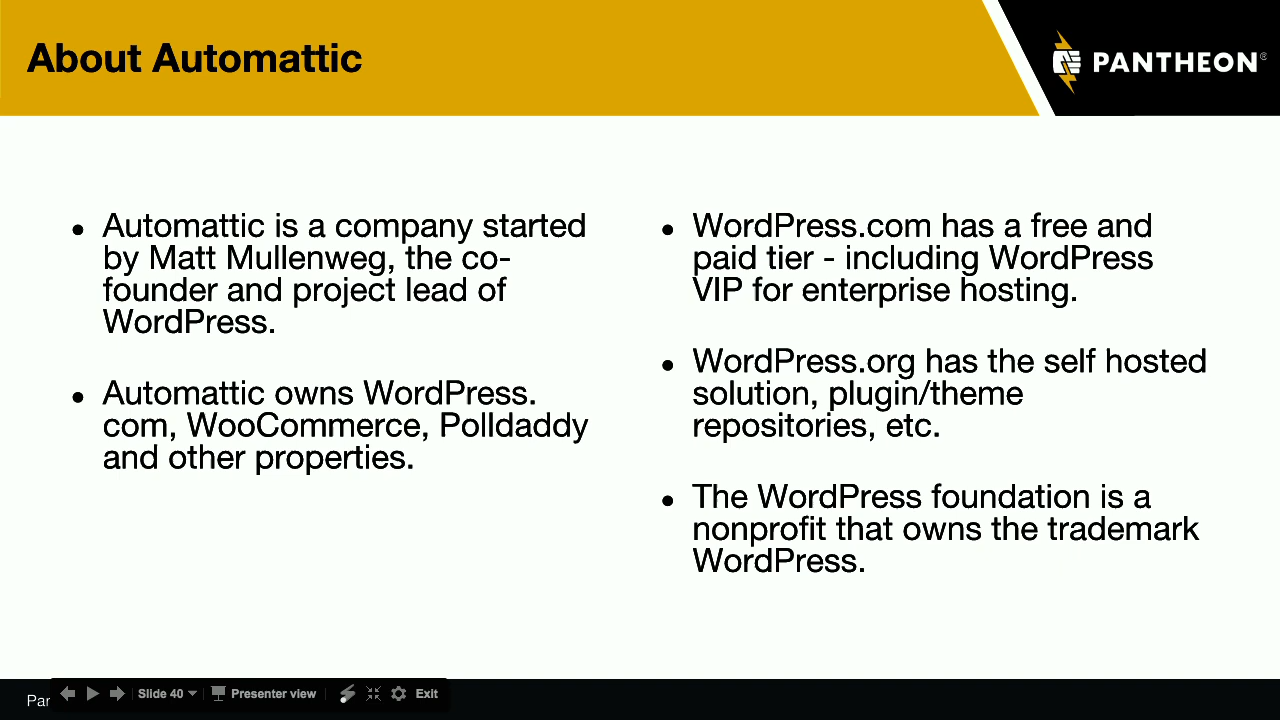 About Automattic
PANTHEON®
• Automattic is a company started
by Matt Mullenweg, the co-
founder and project lead of
WordPress.
• Automattic owns WordPress.
com, WooCommerce, Polldaddy
and other properties.
• WordPress.com has a free and
paid tier - including WordPress
VIP for enterprise hosting.
• WordPress.org has the self hosted
solution, plugin/theme
repositories, etc.
• The WordPress foundation is a
nonprofit that owns the trademark
WordPress.
Par
Slide 40
Presenter view
Exit